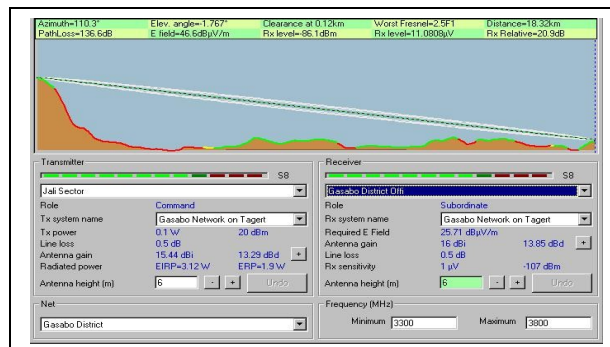 Azimuth=110.3° Elev. angle=-1.767° Clearance at 0.12km Worst Fresnel=2.5F1 Distance=18.32km
PathLoss=136.6dB E field=46.6dBµV/m Rx level=-86.1dBm Rx level=11.0808µV Rx Relative=20.9dB
Transmitter
S8
Jali Sector
Role Command
Tx system name Gasabo Network on Tagert
Tx power 0.1 W 20 dBm
Line loss 0.5 dB
Antenna gain 15.44 dBi 13.29 dBd +
Radiated power EIRP=3.12 W ERP=1.9 W
Antenna height (m) 6 - + Undo
Net
Gasabo District
Receiver
S8
Gasabo District Offi
Role Subordinate
Rx system name Gasabo Network on Tagert
Required E Field 25.71 dBµV/m
Antenna gain 16 dBi 13.85 dBd +
Line loss 0.5 dB
Rx sensitivity 1 µV -107 dBm
Antenna height (m) 6 - + Undo
Frequency (MHz)
Minimum 3300 Maximum 3800